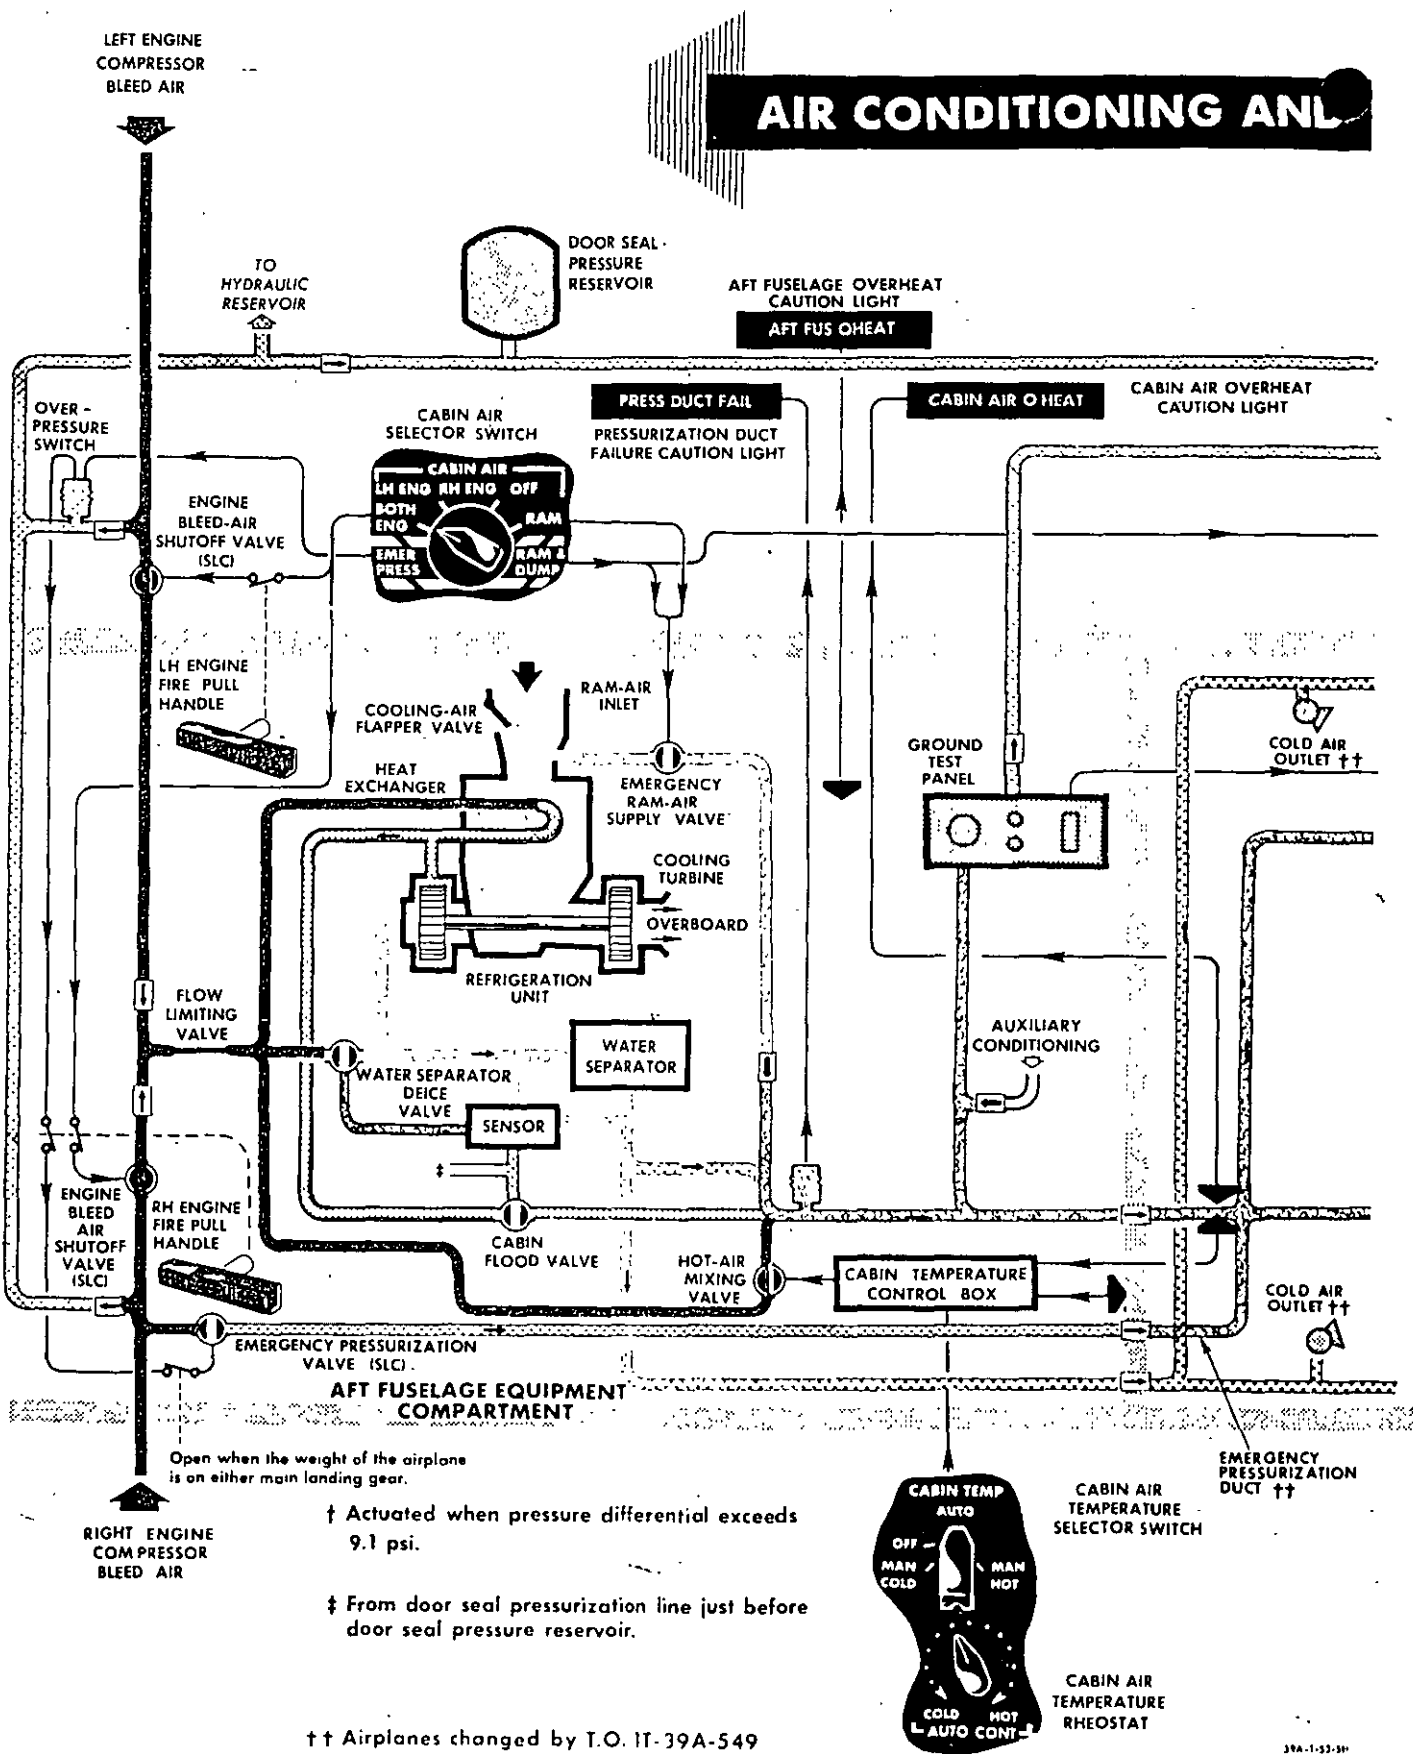 LEFT ENGINE
COMPRESSOR
BLEED AIR
AIR CONDITIONING AND
TO
HYDRAULIC
RESERVOIR
DOOR SEAL
PRESSURE
RESERVOIR
AFT FUSELAGE OVERHEAT
CAUTION LIGHT
AFT FUS OHEAT
PRESS DUCT FAIL
PRESSURIZATION DUCT
FAILURE CAUTION LIGHT
CABIN AIR O HEAT
CABIN AIR OVERHEAT
CAUTION LIGHT
OVER-
PRESSURE
SWITCH
CABIN AIR
SELECTOR SWITCH
CABIN AIR
LH ENG RH ENG OFF
BOTH
ENG
RAM
EMER
PRESS
RAM &
DUMP
ENGINE
BLEED-AIR
SHUTOFF VALVE
(SLC)
LH ENGINE
FIRE PULL
HANDLE
COOLING-AIR
FLAPPER VALVE
RAM-AIR
INLET
HEAT
EXCHANGER
EMERGENCY
RAM-AIR
SUPPLY VALVE
GROUND
TEST
PANEL
COLD AIR
OUTLET ††
COOLING
TURBINE
OVERBOARD
REFRIGERATION
UNIT
FLOW
LIMITING
VALVE
WATER
SEPARATOR
AUXILIARY
CONDITIONING
WATER SEPARATOR
DEICE
VALVE
SENSOR
‡
ENGINE
BLEED
AIR
SHUTOFF
VALVE
(SLC)
RH ENGINE
FIRE PULL
HANDLE
CABIN
FLOOD VALVE
HOT-AIR
MIXING
VALVE
CABIN TEMPERATURE
CONTROL BOX
COLD AIR
OUTLET ††
EMERGENCY PRESSURIZATION
VALVE (SLC).
AFT FUSELAGE EQUIPMENT
COMPARTMENT
Open when the weight of the airplane
is on either main landing gear.
EMERGENCY
PRESSURIZATION
DUCT ††
RIGHT ENGINE
COMPRESSOR
BLEED AIR
† Actuated when pressure differential exceeds
9.1 psi.
‡ From door seal pressurization line just before
door seal pressure reservoir.
CABIN TEMP
AUTO
OFF
MAN
COLD
MAN
HOT
CABIN AIR
TEMPERATURE
SELECTOR SWITCH
COLD HOT
AUTO CONT
CABIN AIR
TEMPERATURE
RHEOSTAT
†† Airplanes changed by T.O. 1T-39A-549